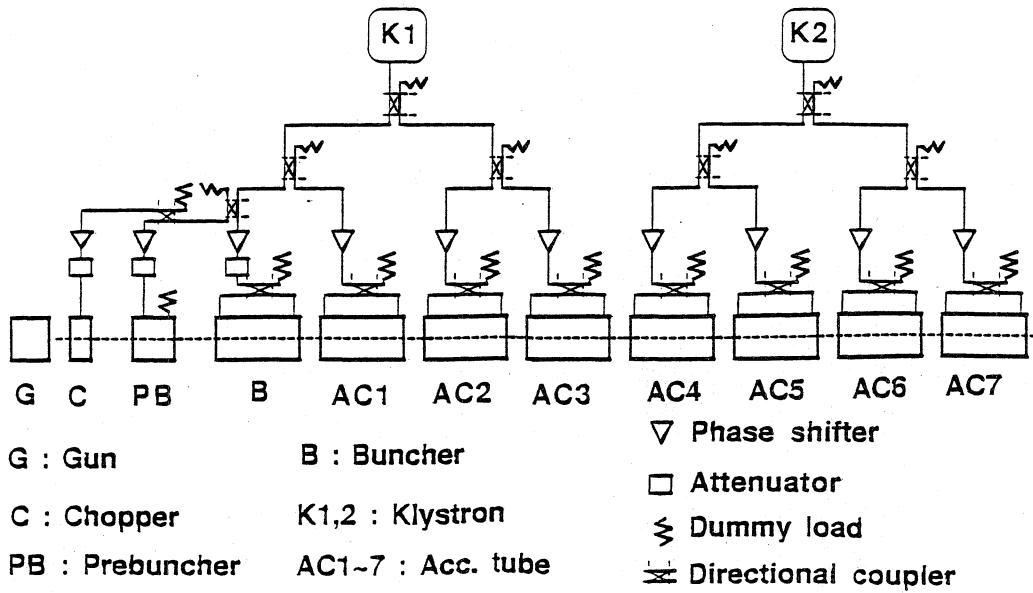 K1 K2
G C PB B AC1 AC2 AC3 AC4 AC5 AC6 AC7
G : Gun
C : Chopper
PB : Prebuncher
B : Buncher
K1,2 : Klystron
AC1~7 : Acc. tube
Phase shifter
Attenuator
Dummy load
Directional coupler